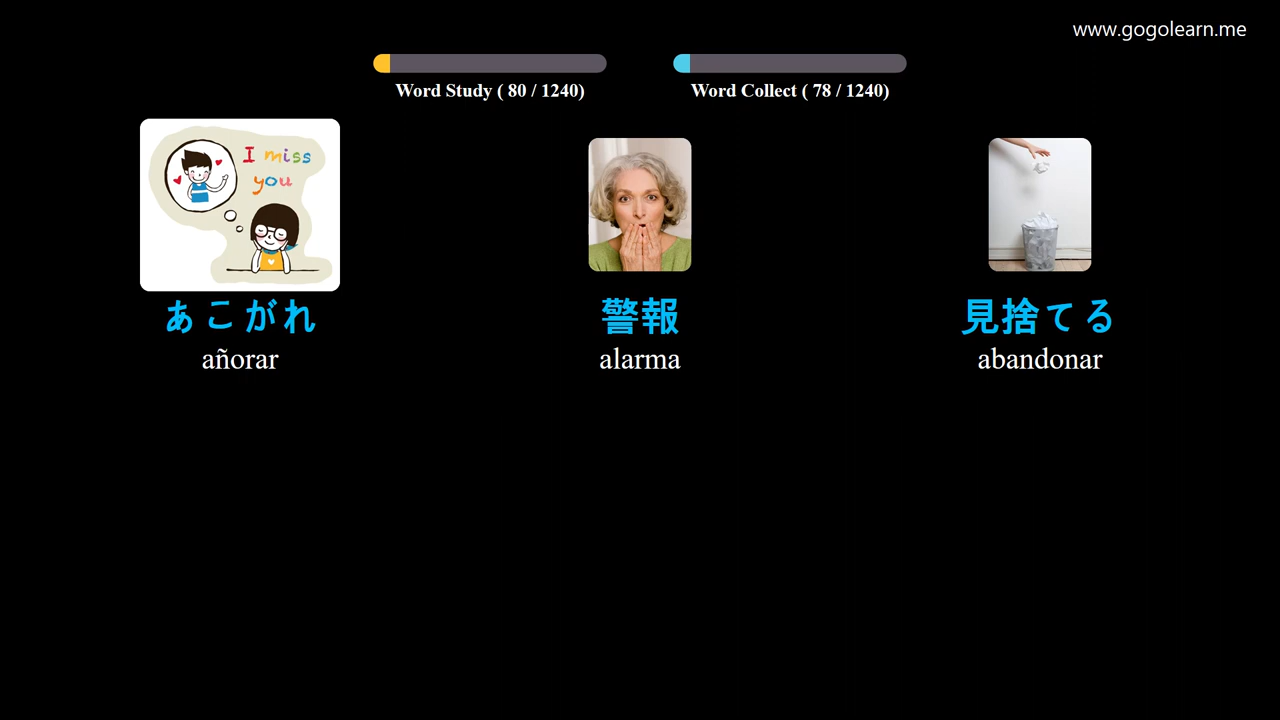 www.gogolearn.me
Word Study ( 80 / 1240)
Word Collect ( 78 / 1240)
I miss
you
あこがれ
警報
見捨てる
añorar
alarma
abandonar